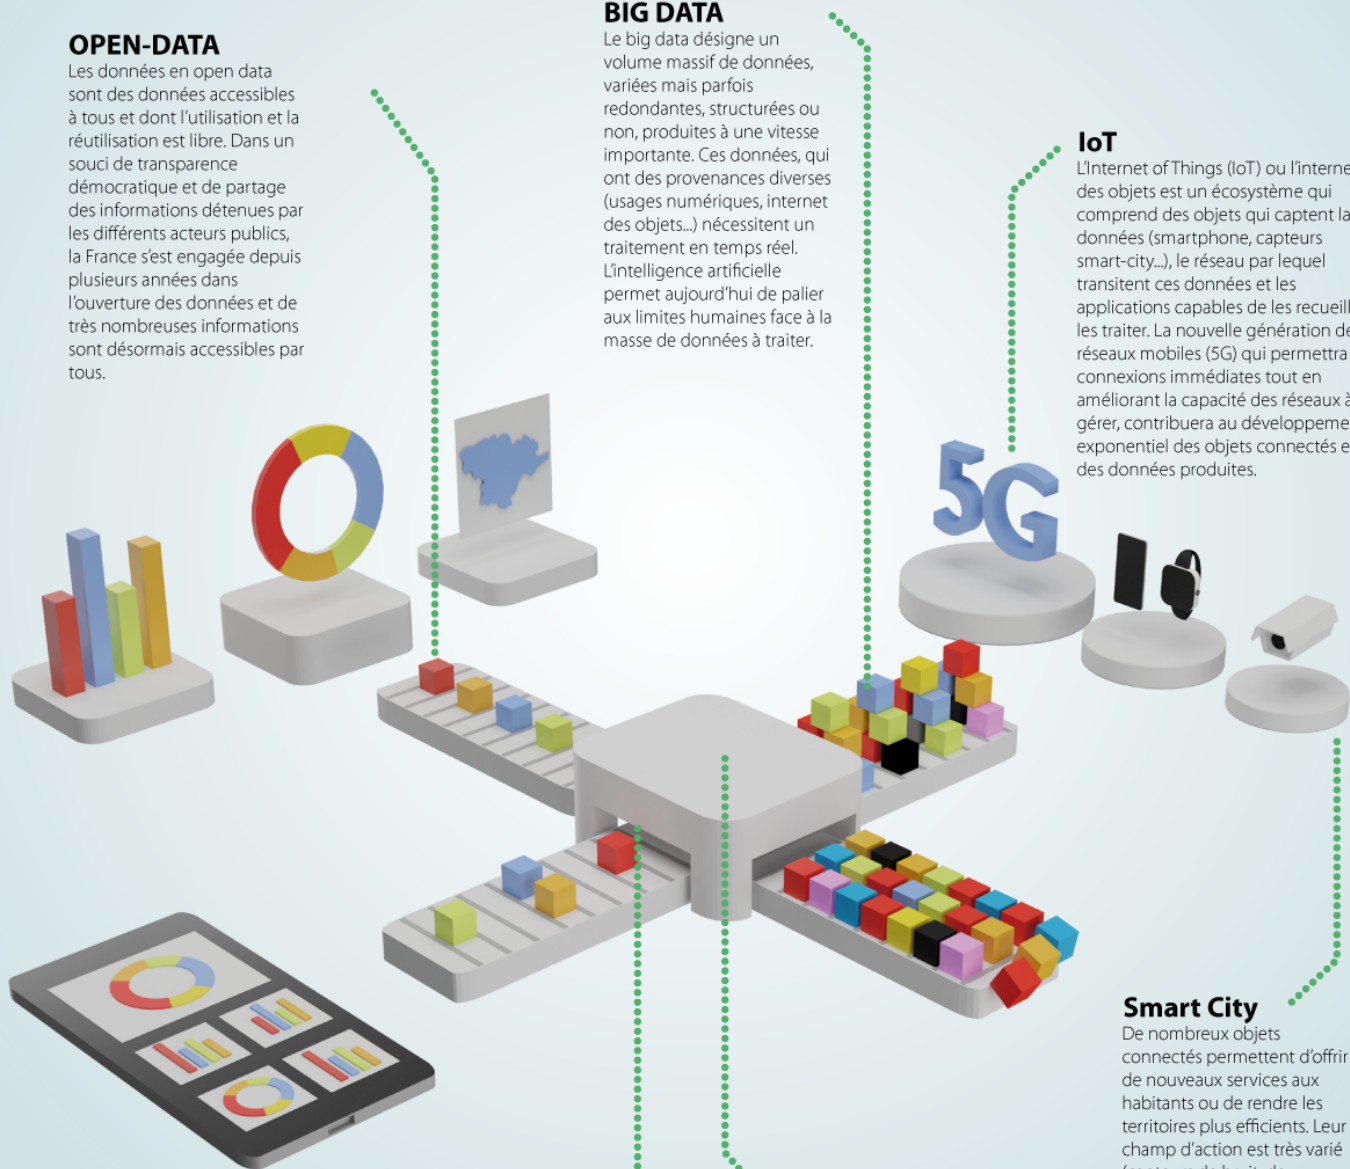 OPEN-DATA
Les données en open data
sont des données accessibles
à tous et dont l'utilisation et la
réutilisation est libre. Dans un
souci de transparence
démocratique et de partage
des informations détenues par
les différents acteurs publics,
la France s'est engagée depuis
plusieurs années dans
l'ouverture des données et de
très nombreuses informations
sont désormais accessibles par
tous.
BIG DATA
Le big data désigne un
volume massif de données,
variées mais parfois
redondantes, structurées ou
non, produites à une vitesse
importante. Ces données, qui
ont des provenances diverses
(usages numériques, internet
des objets...) nécessitent un
traitement en temps réel.
L'intelligence artificielle
permet aujourd'hui de palier
aux limites humaines face à la
masse de données à traiter.
IoT
L'Internet of Things (IoT) ou l'interne
des objets est un écosystème qui
comprend des objets qui captent la
données (smartphone, capteurs
smart-city...), le réseau par lequel
transitent ces données et les
applications capables de les recueill
les traiter. La nouvelle génération de
réseaux mobiles (5G) qui permettra
connexions immédiates tout en
améliorant la capacité des réseaux à
gérer, contribuera au développeme
exponentiel des objets connectés e
des données produites.
5G
Smart City
De nombreux objets
connectés permettent d'offrir
de nouveaux services aux
habitants ou de rendre les
territoires plus efficients. Leur
champ d'action est très varié